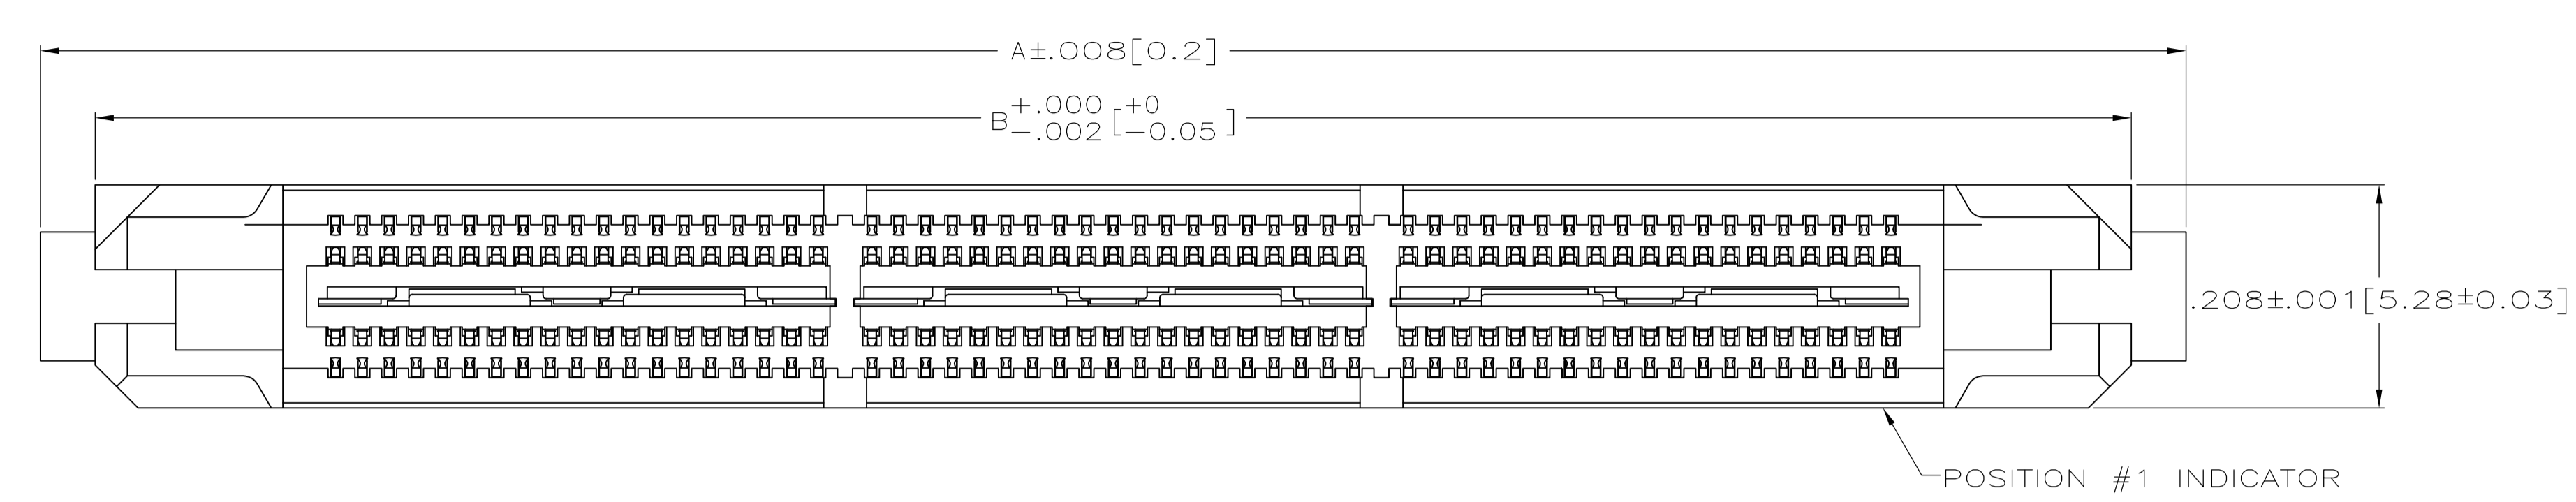 A±.008[0.2]
B +.000 -.002 [+0 -0.05]
.208±.001[5.28±0.03]
POSITION #1 INDICATOR